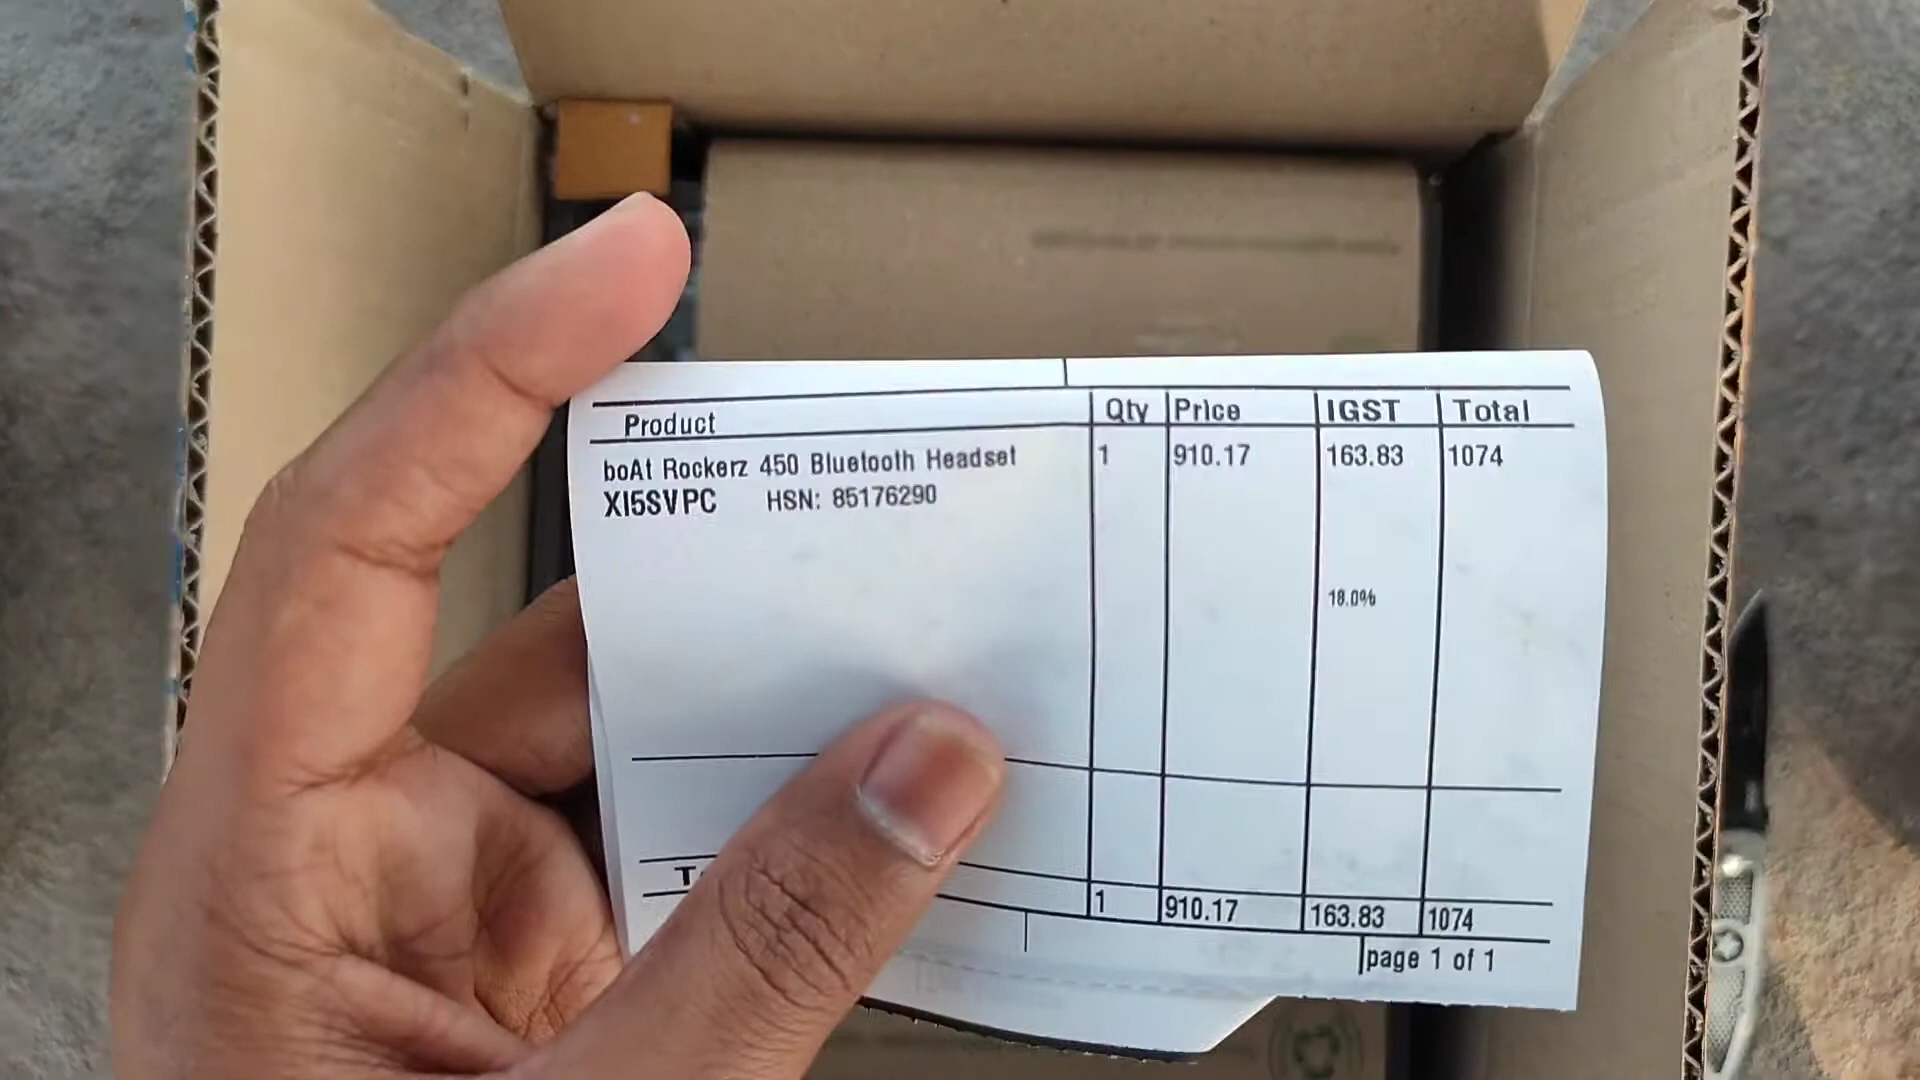 Product Qty Price IGST Total
boAt Rockerz 450 Bluetooth Headset 1 910.17 163.83 1074
XI5SVPC HSN: 85176290
18.0%
1 910.17 163.83 1074
page 1 of 1